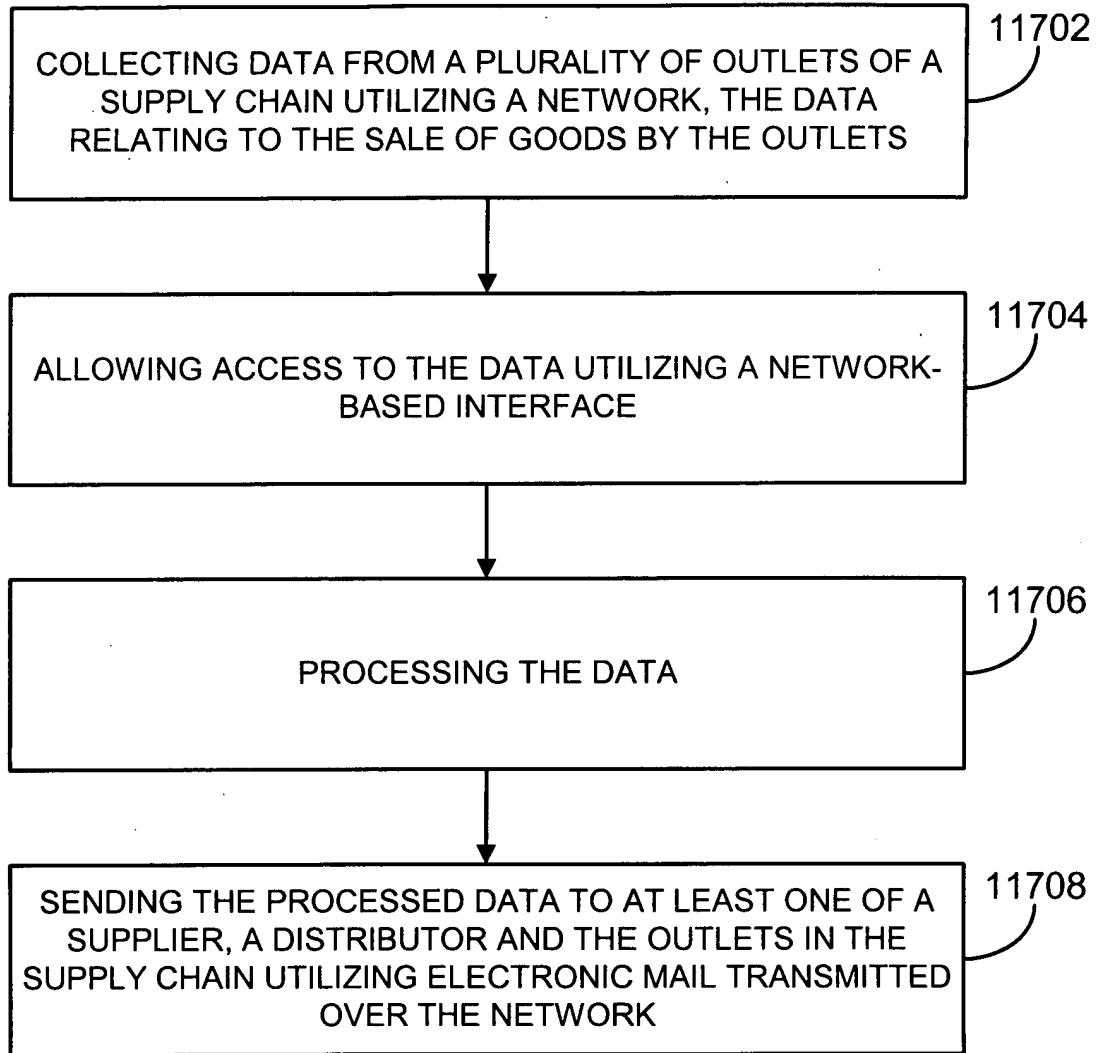 11702
COLLECTING DATA FROM A PLURALITY OF OUTLETS OF A
SUPPLY CHAIN UTILIZING A NETWORK, THE DATA
RELATING TO THE SALE OF GOODS BY THE OUTLETS
11704
ALLOWING ACCESS TO THE DATA UTILIZING A NETWORK-
BASED INTERFACE
11706
PROCESSING THE DATA
11708
SENDING THE PROCESSED DATA TO AT LEAST ONE OF A
SUPPLIER, A DISTRIBUTOR AND THE OUTLETS IN THE
SUPPLY CHAIN UTILIZING ELECTRONIC MAIL TRANSMITTED
OVER THE NETWORK